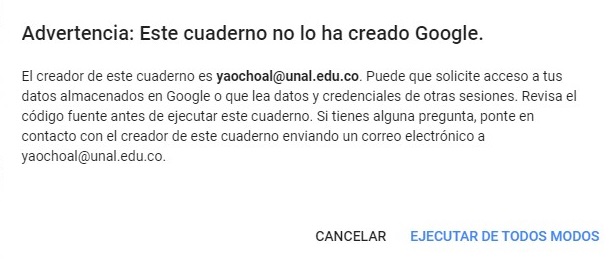 Advertencia: Este cuaderno no lo ha creado Google.
El creador de este cuaderno es yaochoal@unal.edu.co. Puede que solicite acceso a tus
datos almacenados en Google o que lea datos y credenciales de otras sesiones. Revisa el
código fuente antes de ejecutar este cuaderno. Si tienes alguna pregunta, ponte en
contacto con el creador de este cuaderno enviando un correo electrónico a
yaochoal@unal.edu.co.
CANCELAR EJECUTAR DE TODOS MODOS